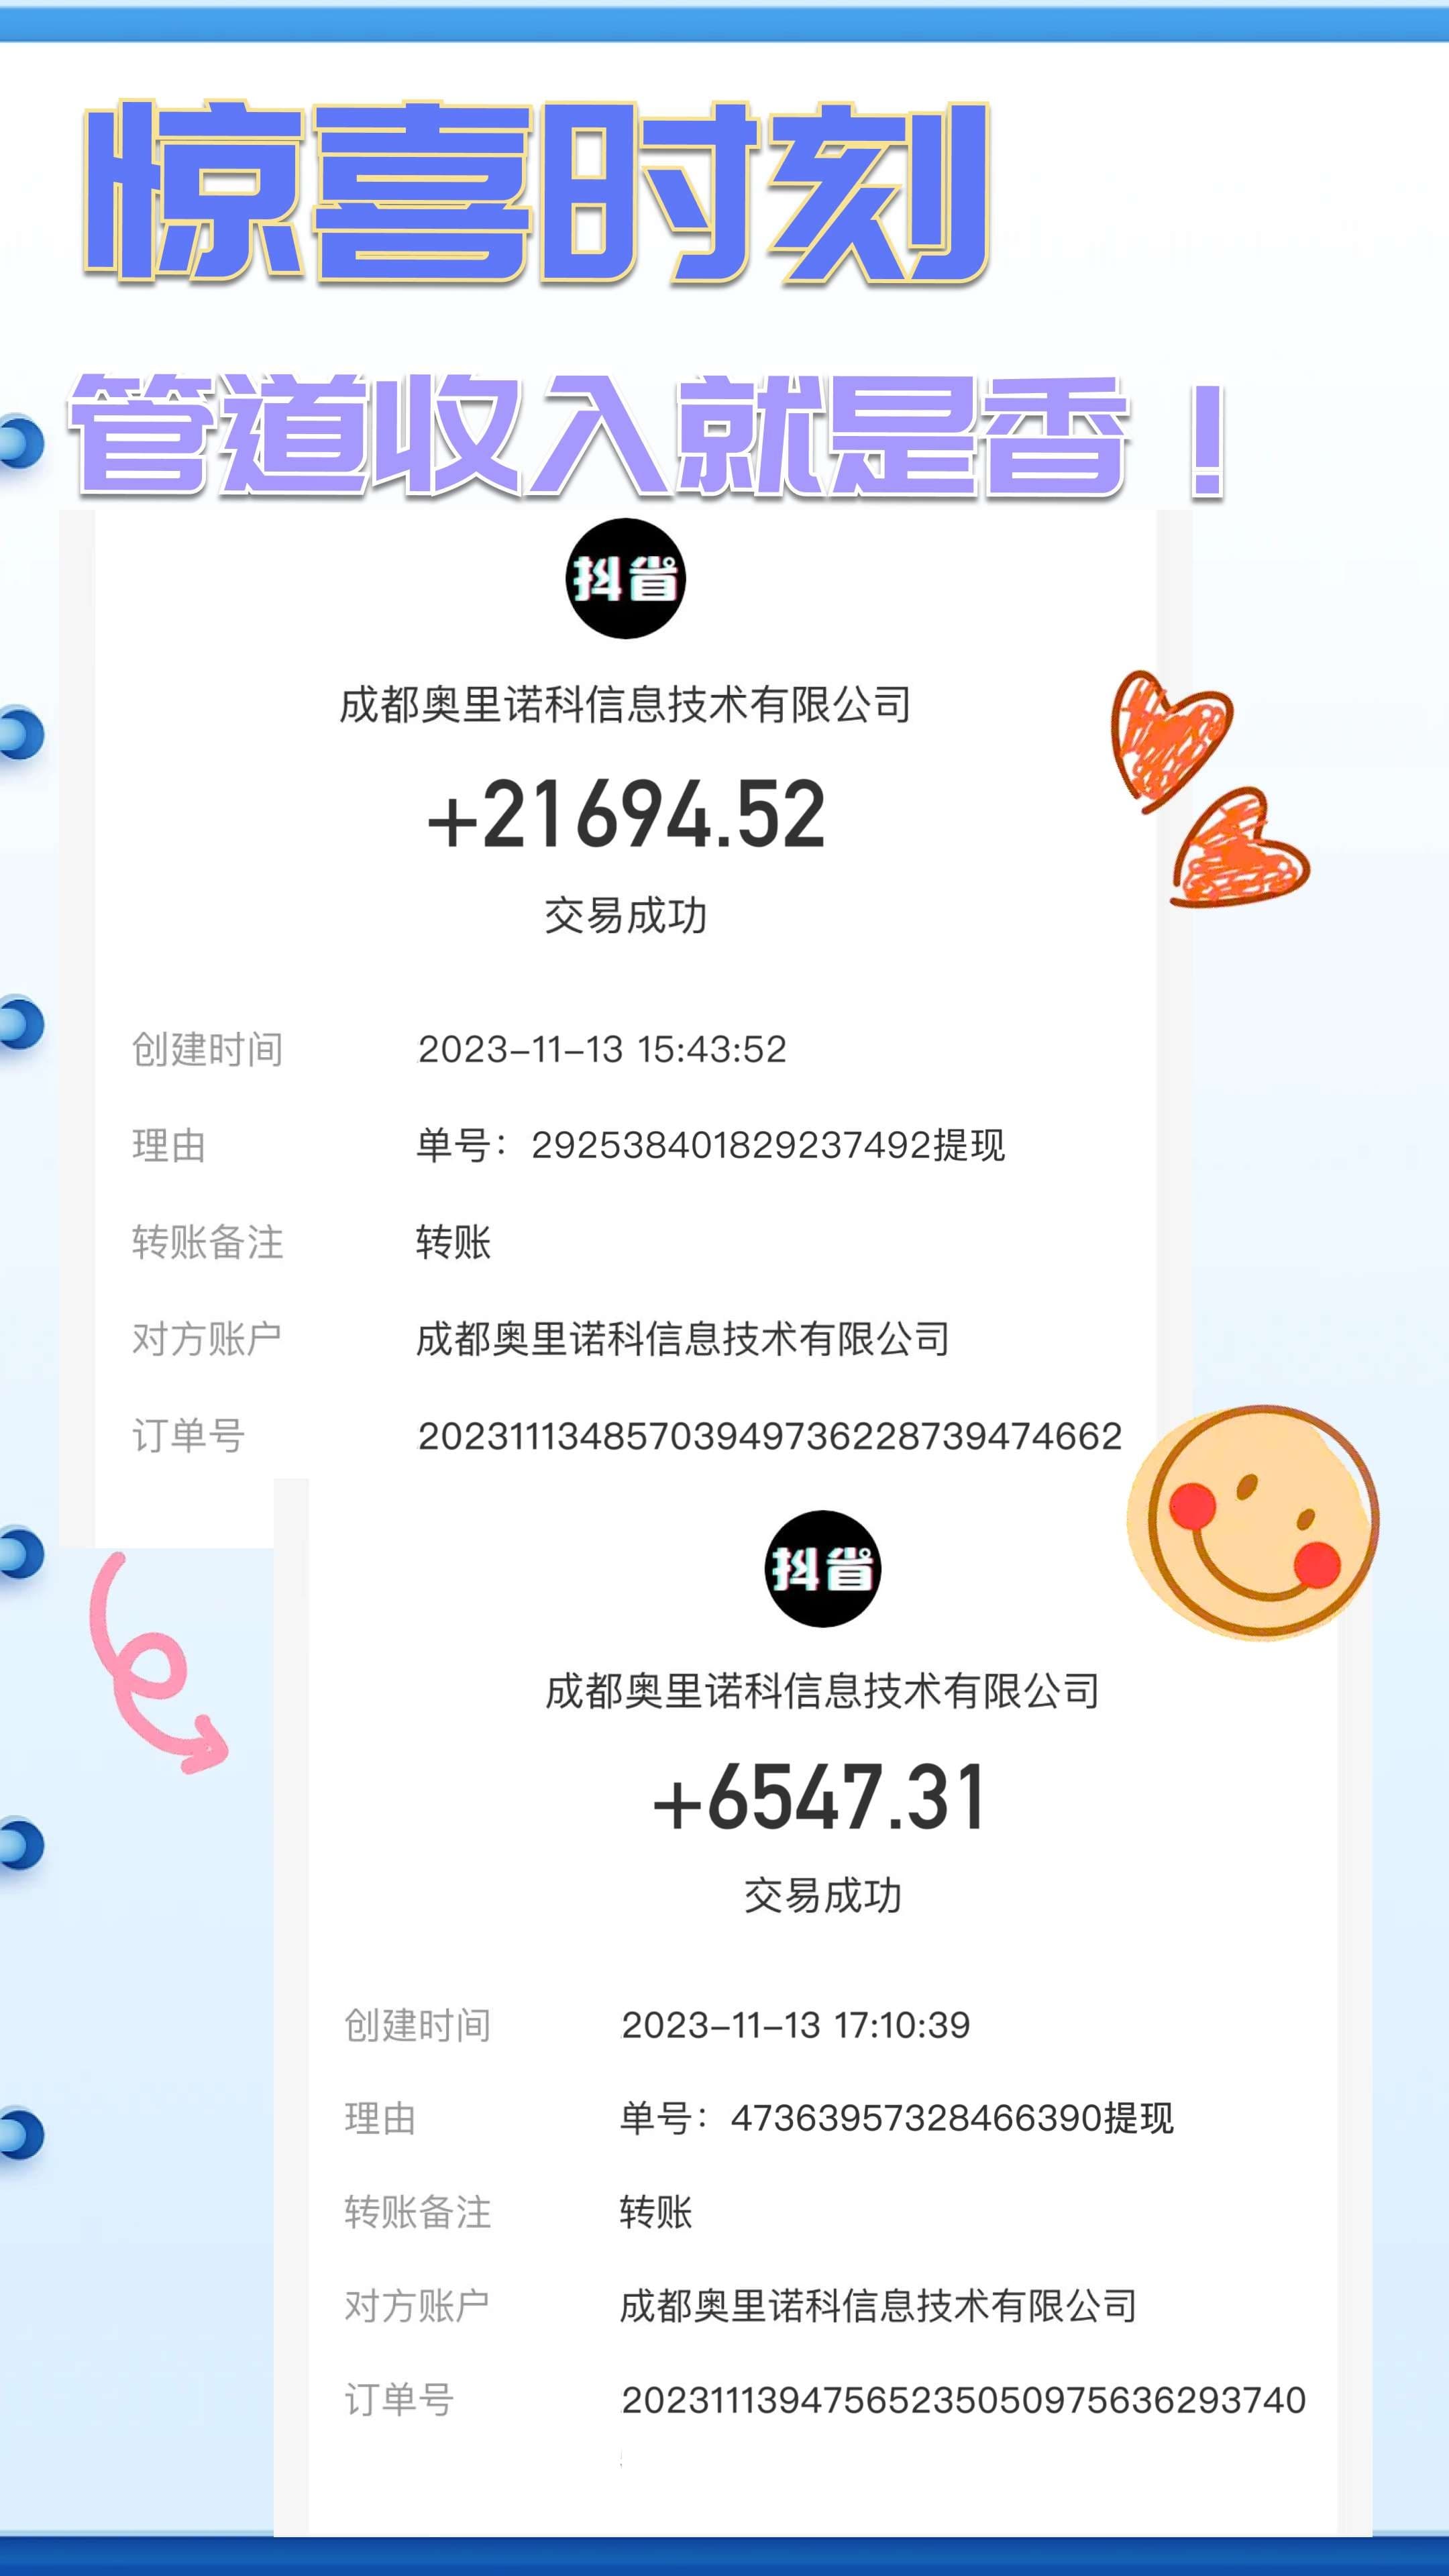 惊喜时刻
管道收入就是香！
抖省
成都奥里诺科信息技术有限公司
+21694.52
交易成功
创建时间 2023-11-13 15:43:52
理由 单号：292538401829237492提现
转账备注 转账
对方账户 成都奥里诺科信息技术有限公司
订单号 20231113485703949736228739474662
抖省
成都奥里诺科信息技术有限公司
+6547.31
交易成功
创建时间 2023-11-13 17:10:39
理由 单号：47363957328466390提现
转账备注 转账
对方账户 成都奥里诺科信息技术有限公司
订单号 20231113947565235050975636293740